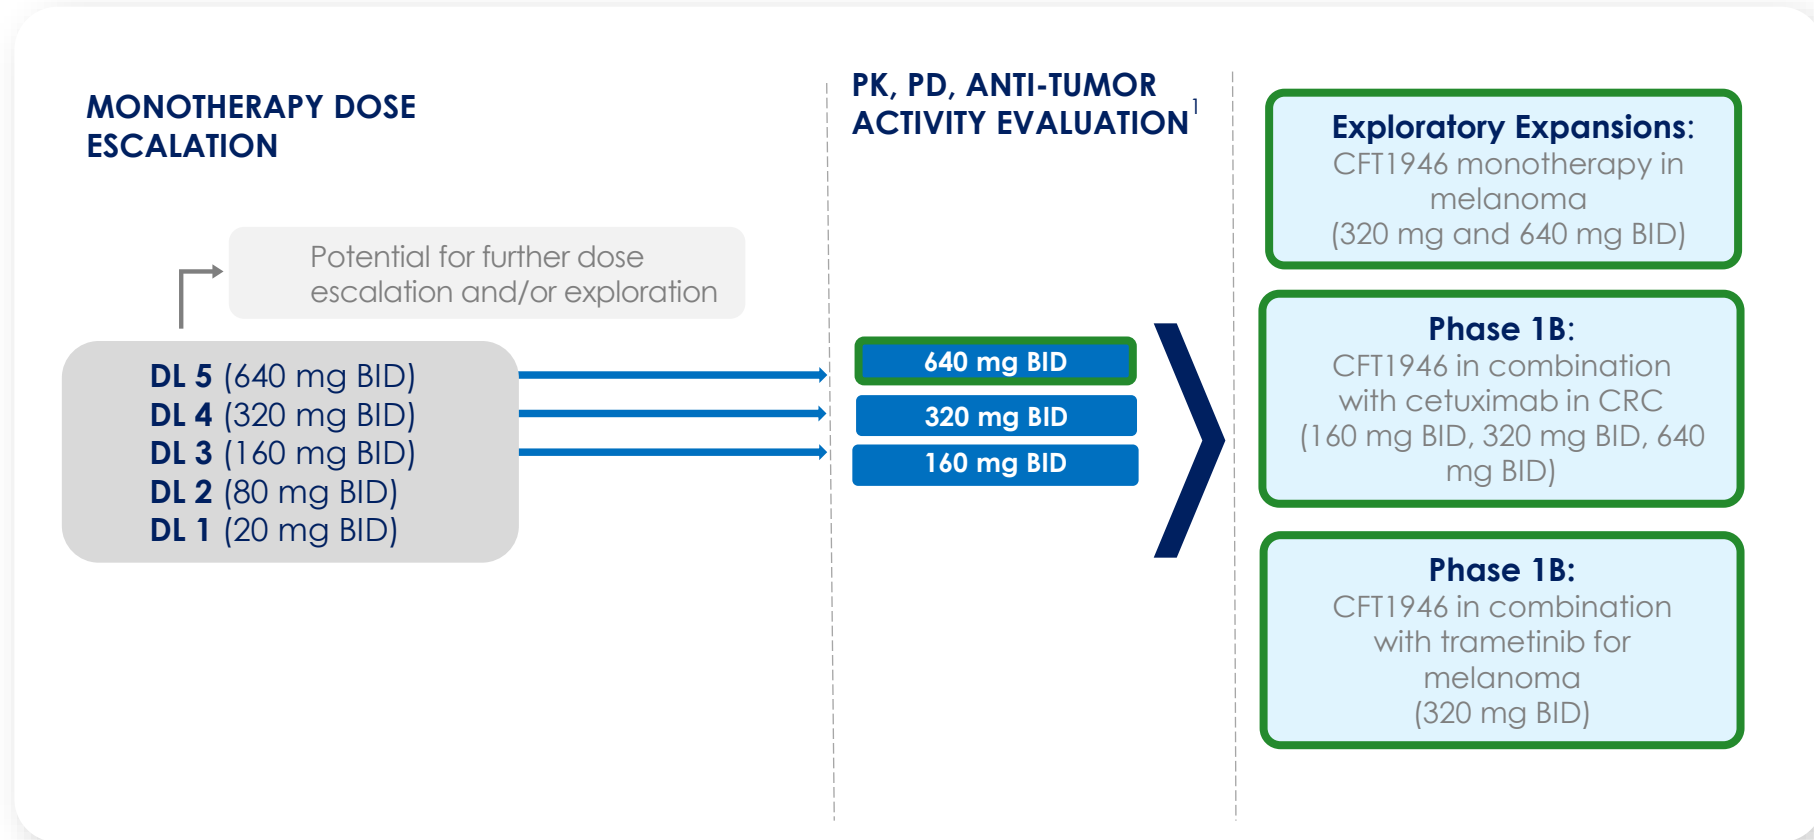 MONOTHERAPY DOSE
ESCALATION
Potential for further dose
escalation and/or exploration
DL 5 (640 mg BID)
DL 4 (320 mg BID)
DL 3 (160 mg BID)
DL 2 (80 mg BID)
DL 1 (20 mg BID)
PK, PD, ANTI-TUMOR
ACTIVITY EVALUATION1
640 mg BID
320 mg BID
160 mg BID
Exploratory Expansions:
CFT1946 monotherapy in
melanoma
(320 mg and 640 mg BID)
Phase 1B:
CFT1946 in combination
with cetuximab in CRC
(160 mg BID, 320 mg BID, 640
mg BID)
Phase 1B:
CFT1946 in combination
with trametinib for
melanoma
(320 mg BID)